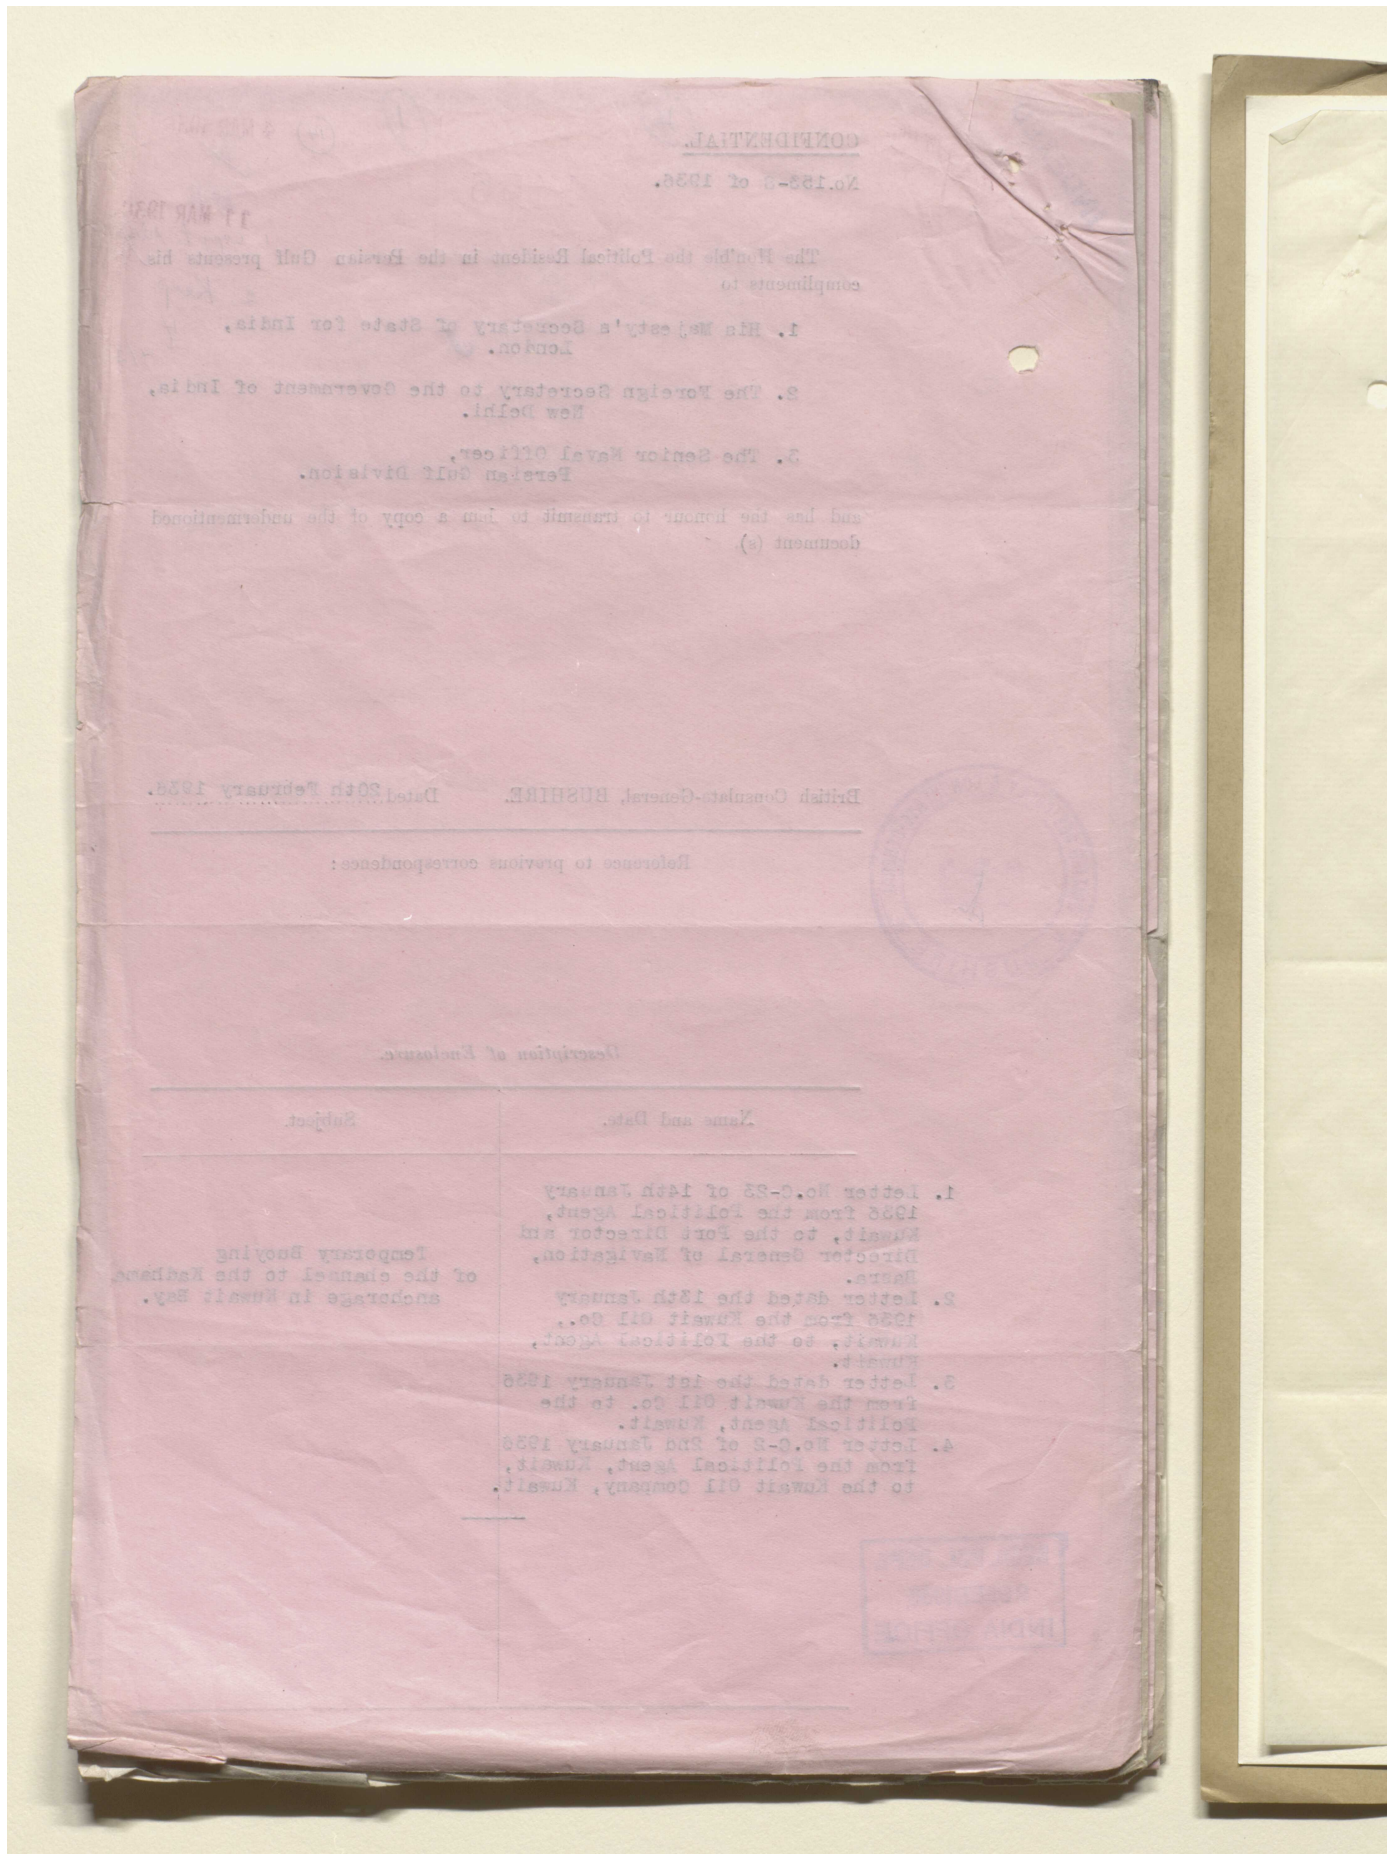 CONFIDENTIAL.
No.153-S of 1936.
11 MAR 1936
The Hon'ble the Political Resident in the Persian Gulf presents his
compliments to
1. His Majesty's Secretary of State for India,
London.
2. The Foreign Secretary to the Government of India,
New Delhi.
3. The Senior Naval Officer,
Persian Gulf Division.
and has the honour to transmit to him a copy of the undermentioned
document (s).
British Consulate-General, BUSHIRE. Dated 20th February 1936.
Reference to previous correspondence:
Description of Enclosure.
Name and Date. Subject.
1. Letter No.C-23 of 14th January
1936 from the Political Agent,
Kuwait, to the Port Director and
Director General of Navigation,
Basra.
2. Letter dated the 13th January
1936 from the Kuwait Oil Co.,
Kuwait, to the Political Agent,
Kuwait.
3. Letter dated the 1st January 1936
from the Kuwait Oil Co. to the
Political Agent, Kuwait.
4. Letter No.C-2 of 2nd January 1936
from the Political Agent, Kuwait,
to the Kuwait Oil Company, Kuwait.
Temporary Buoying
of the channel to the Kadhama
anchorage in Kuwait Bay.
INDIA OFFICE